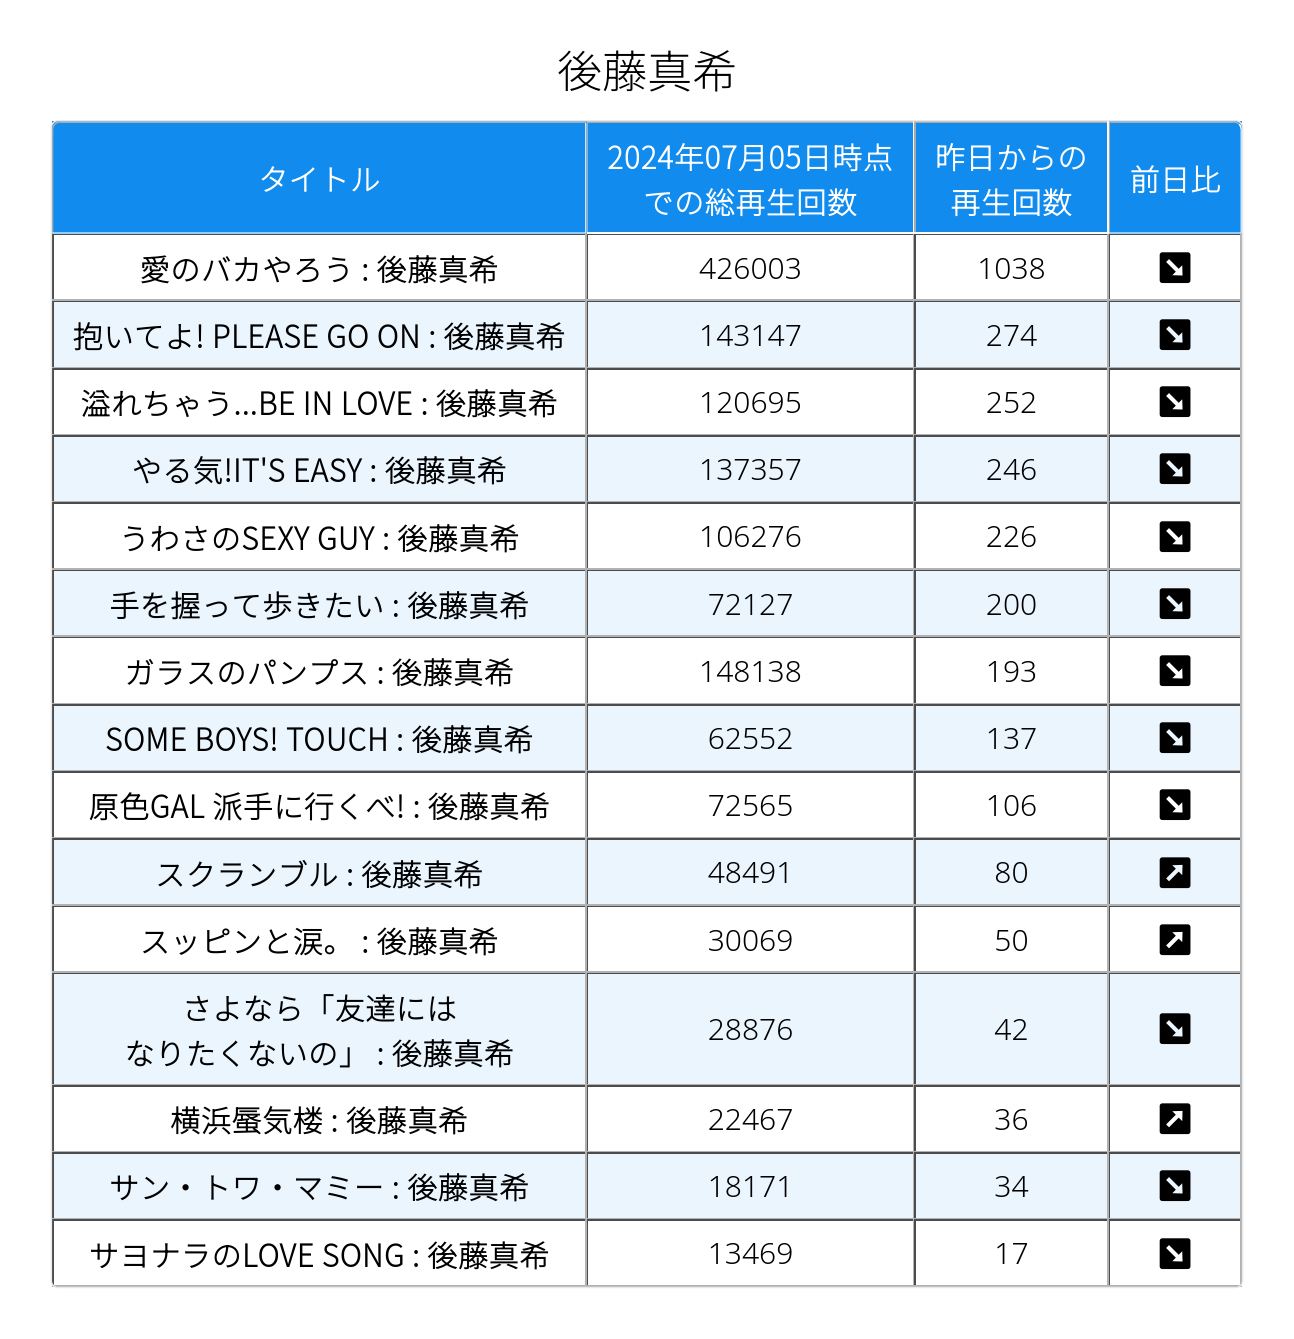 後藤真希
タイトル
2024年07月05日時点
での総再生回数
昨日からの
再生回数
前日比
愛のバカやろう : 後藤真希 426003 1038
抱いてよ! PLEASE GO ON : 後藤真希 143147 274
溢れちゃう...BE IN LOVE : 後藤真希 120695 252
やる気!IT'S EASY : 後藤真希 137357 246
うわさのSEXY GUY : 後藤真希 106276 226
手を握って歩きたい : 後藤真希 72127 200
ガラスのパンプス : 後藤真希 148138 193
SOME BOYS! TOUCH : 後藤真希 62552 137
原色GAL 派手に行くべ! : 後藤真希 72565 106
スクランブル : 後藤真希 48491 80
スッピンと涙。 : 後藤真希 30069 50
さよなら「友達には
なりたくないの」 : 後藤真希 28876 42
横浜蜃気楼 : 後藤真希 22467 36
サン・トワ・マミー : 後藤真希 18171 34
サヨナラのLOVE SONG : 後藤真希 13469 17